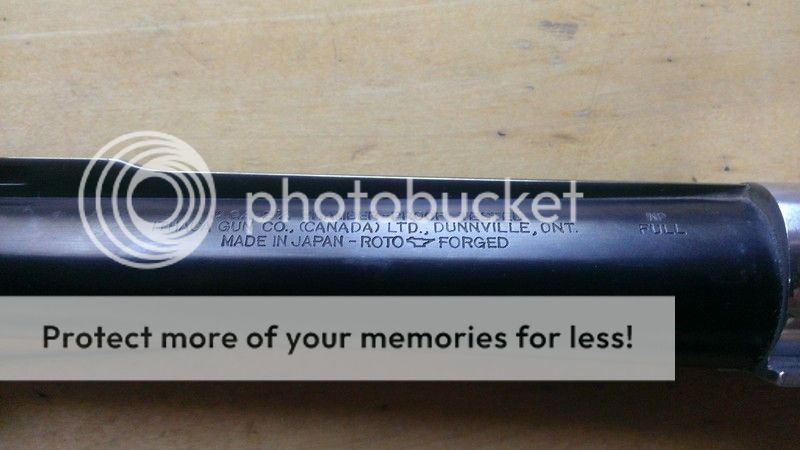 photobucket
GUN CO., (CANADA) LTD., DUNNVILLE, ONT.
MADE IN JAPAN - ROTO FORGED
FULL
Protect more of your memories for less!